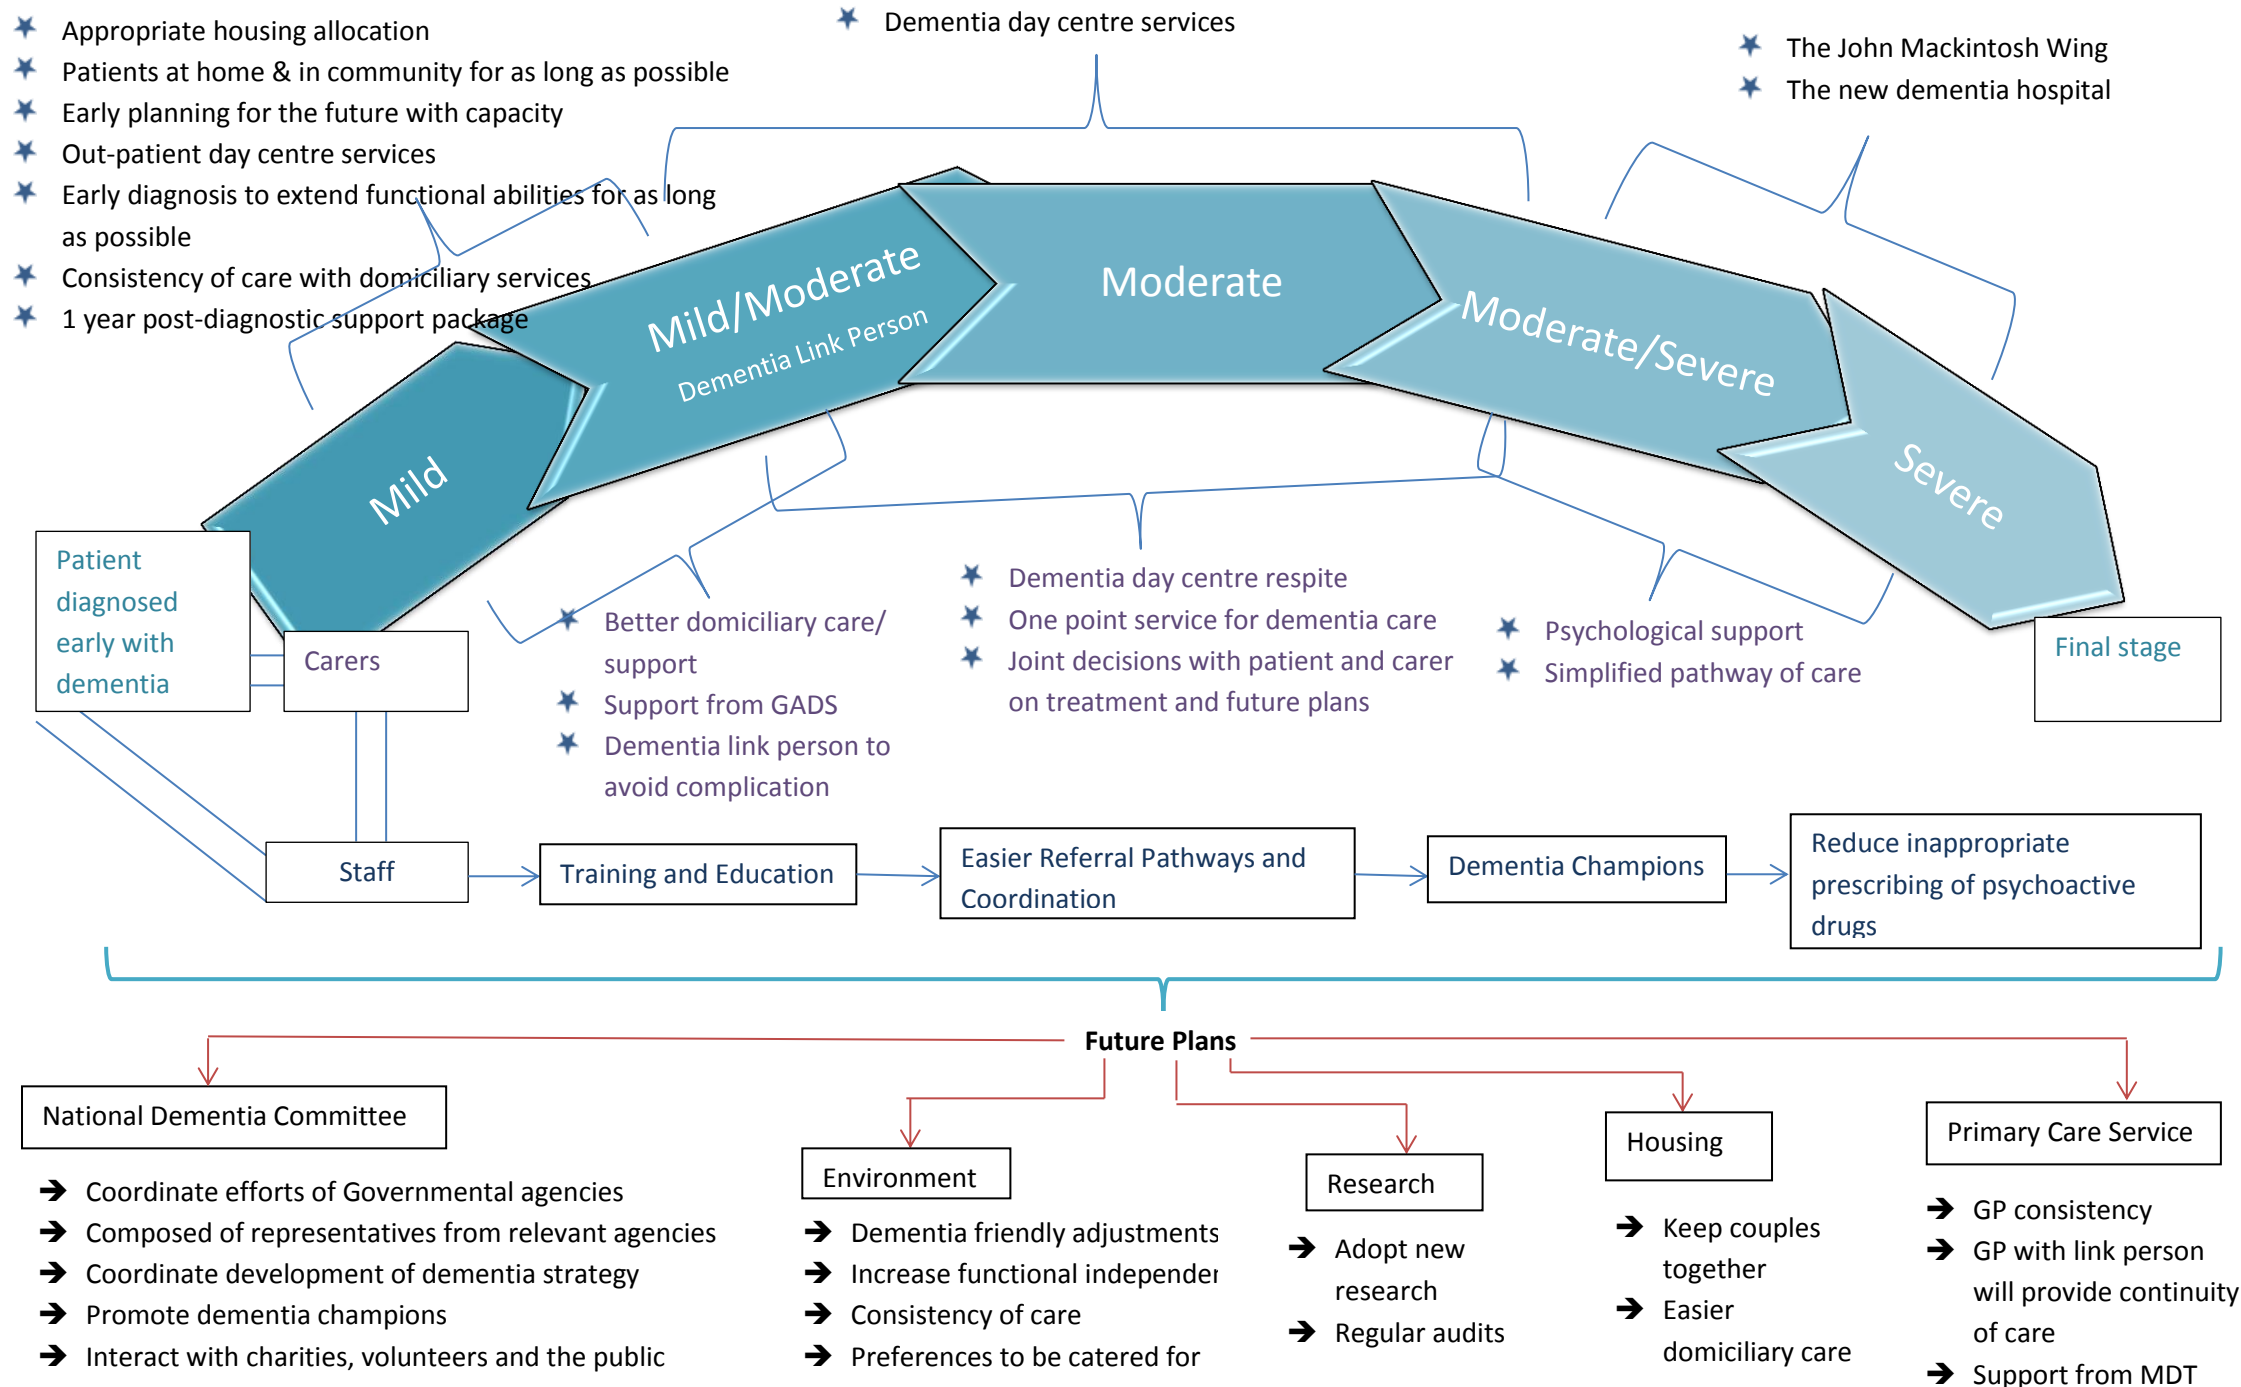 Appropriate housing allocation
Patients at home & in community for as long as possible
Early planning for the future with capacity
Out-patient day centre services
Early diagnosis to extend functional abilities for as long
as possible
Consistency of care with domiciliary services
1 year post-diagnostic support package
Dementia day centre services
The John Mackintosh Wing
The new dementia hospital
Mild
Mild/Moderate
Dementia Link Person
Moderate
Moderate/Severe
Severe
Patient
diagnosed
early with
dementia
Carers
Final stage
Better domiciliary care/
support
Support from GADS
Dementia link person to
avoid complication
Dementia day centre respite
One point service for dementia care
Joint decisions with patient and carer
on treatment and future plans
Psychological support
Simplified pathway of care
Staff
Training and Education
Easier Referral Pathways and
Coordination
Dementia Champions
Reduce inappropriate
prescribing of psychoactive
drugs
Future Plans
National Dementia Committee
Coordinate efforts of Governmental agencies
Composed of representatives from relevant agencies
Coordinate development of dementia strategy
Promote dementia champions
Interact with charities, volunteers and the public
Environment
Dementia friendly adjustments
Increase functional
Consistency of care
Preferences to be catered for
Research
Adopt new
research
Regular audits
Housing
Keep couples
together
Easier
domiciliary care
Primary Care Service
GP consistency
GP with link person
will provide continuity
of care
Support from MDT